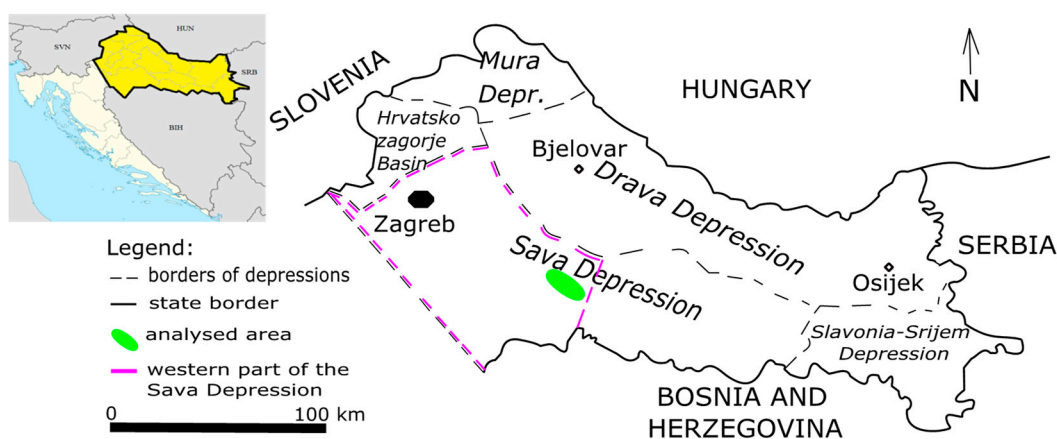 HUN
SVN
SRB
BIH
SLOVENIA
Mura
Depr.
HUNGARY
N
Hrvatsko
zagorje
Basin
Bjelovar
Drava Depression
Zagreb
Sava Depression
SERBIA
Osijek
Slavonia-Srijem
Depression
BOSNIA AND
HERZEGOVINA
Legend:
borders of depressions
state border
analysed area
western part of the
Sava Depression
0 100 km